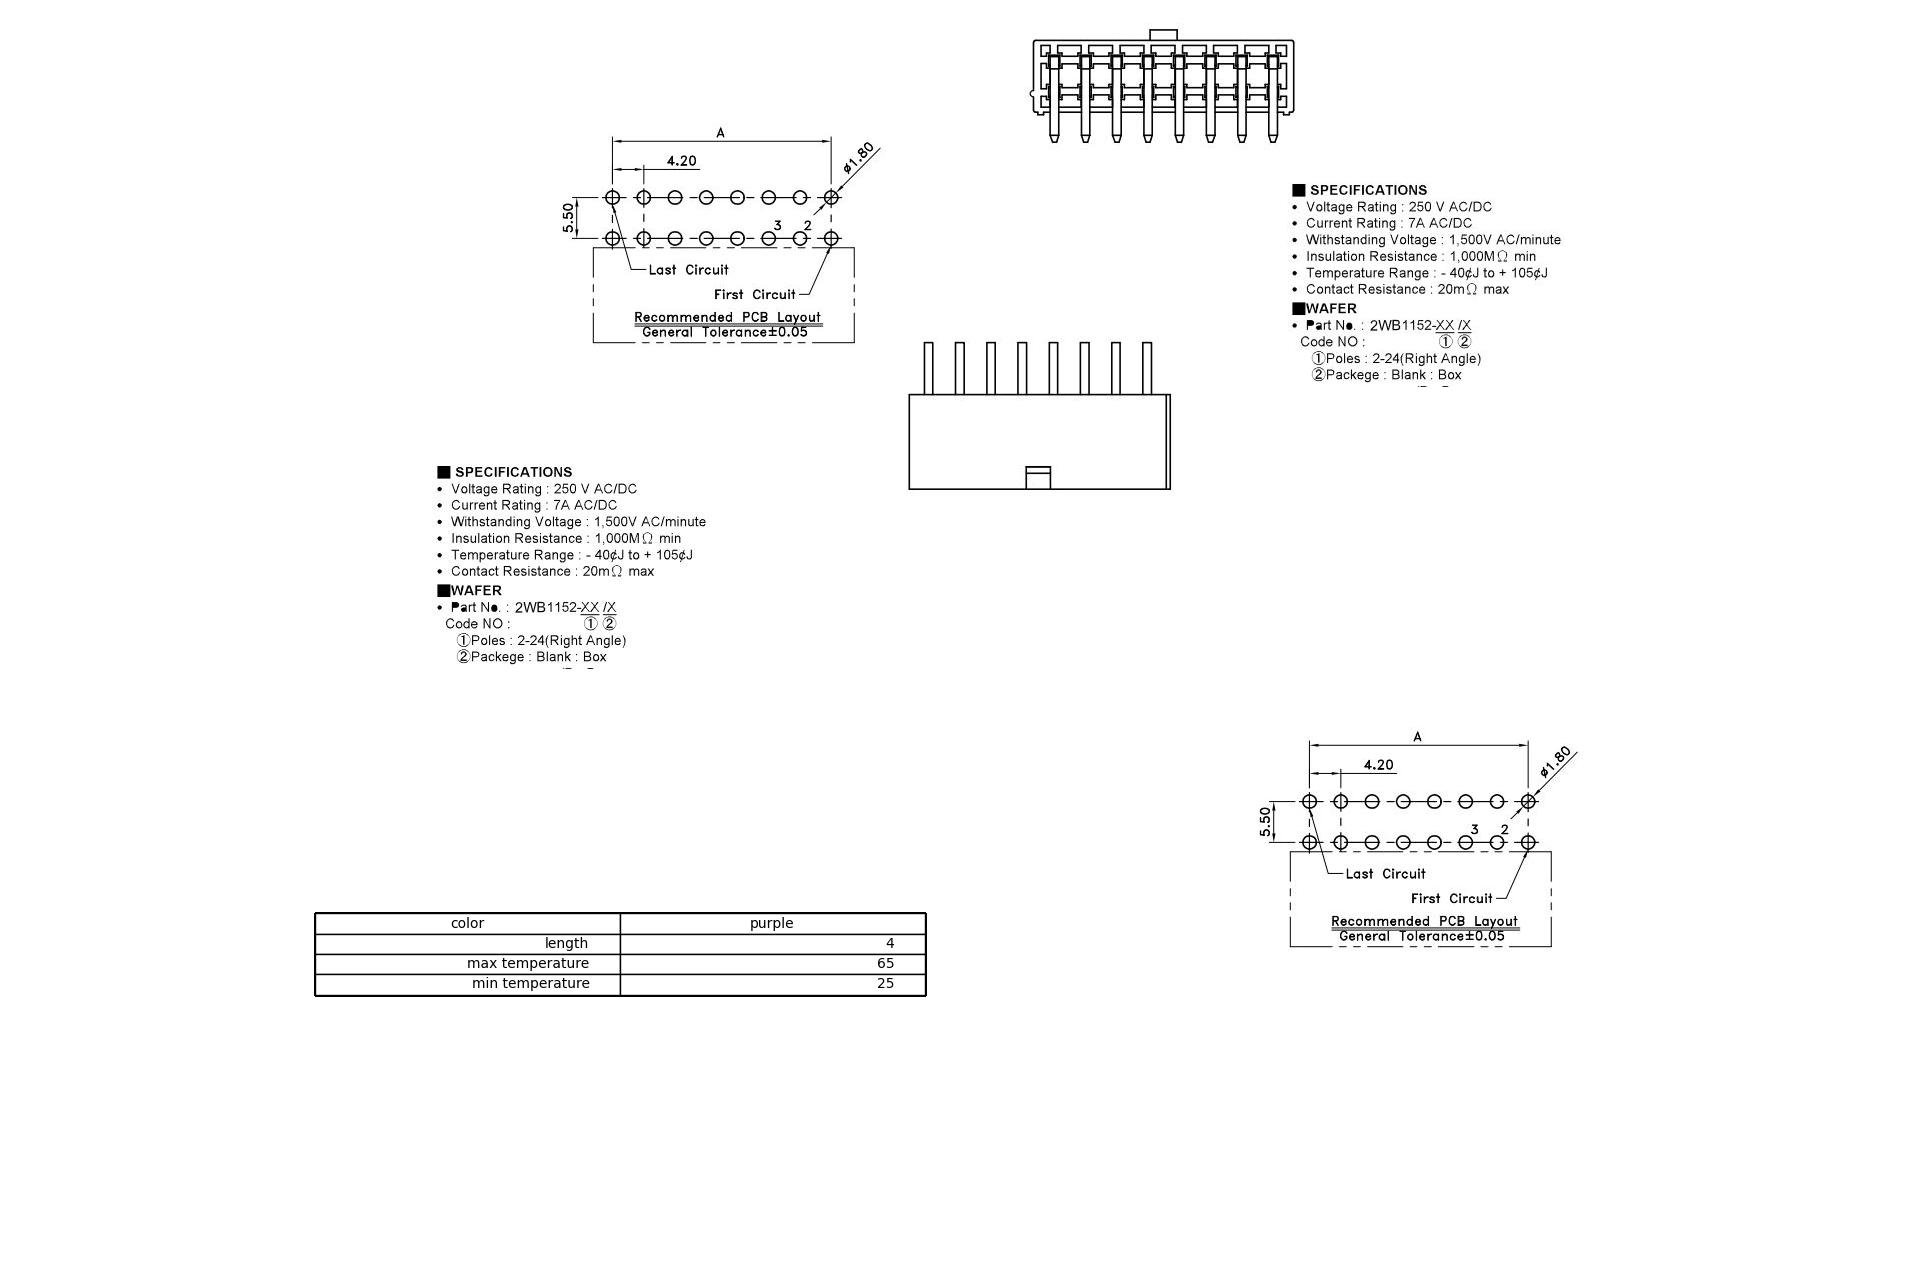 A
4.20
ø1.80
5.50
3 2
Last Circuit
First Circuit
Recommended PCB Layout
General Tolerance±0.05
■ SPECIFICATIONS
• Voltage Rating : 250 V AC/DC
• Current Rating : 7A AC/DC
• Withstanding Voltage : 1,500V AC/minute
• Insulation Resistance : 1,000MΩ min
• Temperature Range : - 40¢J to + 105¢J
• Contact Resistance : 20mΩ max
■WAFER
• Part No. : 2WB1152-XX /X
Code NO : ① ②
①Poles : 2-24(Right Angle)
②Packege : Blank : Box
■ SPECIFICATIONS
• Voltage Rating : 250 V AC/DC
• Current Rating : 7A AC/DC
• Withstanding Voltage : 1,500V AC/minute
• Insulation Resistance : 1,000MΩ min
• Temperature Range : - 40¢J to + 105¢J
• Contact Resistance : 20mΩ max
■WAFER
• Part No. : 2WB1152-XX /X
Code NO : ① ②
①Poles : 2-24(Right Angle)
②Packege : Blank : Box
A
4.20
ø1.80
5.50
3 2
Last Circuit
First Circuit
Recommended PCB Layout
General Tolerance±0.05
color purple
length 4
max temperature 65
min temperature 25